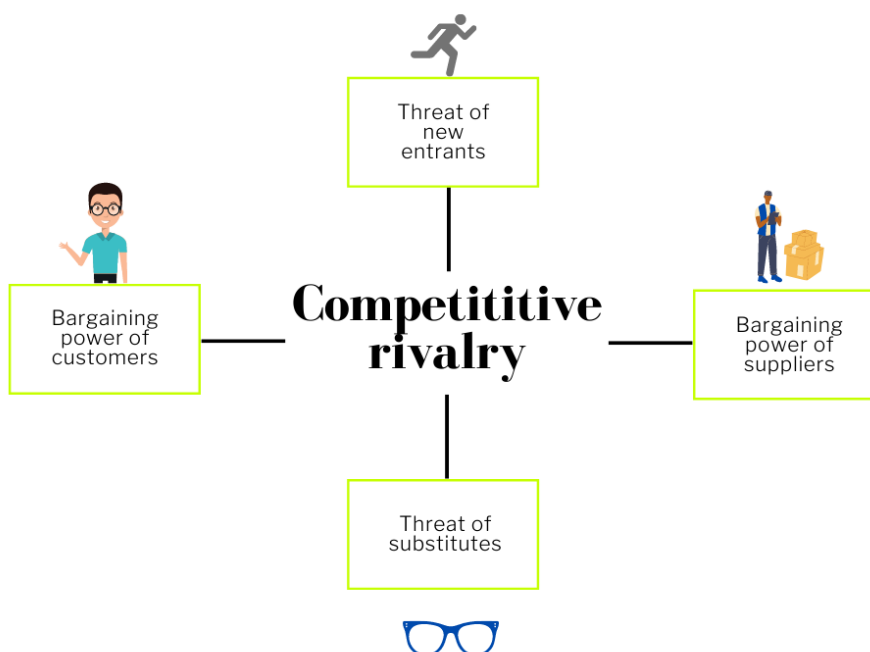 Threat of
new
entrants
Bargaining
power of
customers
Competititive
rivalry
Bargaining
power of
suppliers
Threat of
substitutes